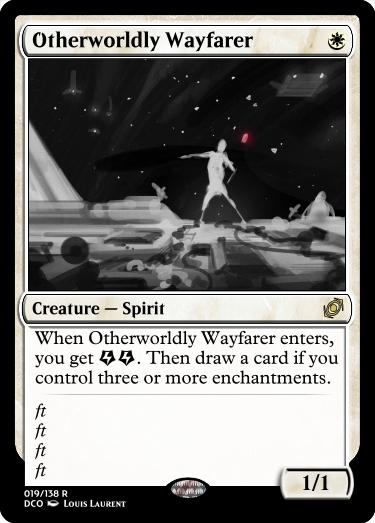 Otherworldly Wayfarer
Creature — Spirit
When Otherworldly Wayfarer enters,
you get. Then draw a card if you
control three or more enchantments.
ft
ft
ft
ft
1/1
019/138 R
DCO Louis Laurent